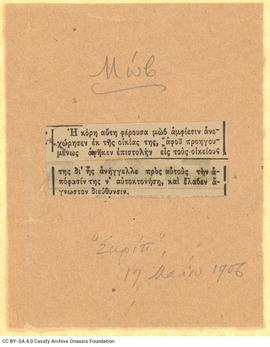 Μώβ
Ἡ κόρη αὕτη φέρουσα μὼβ ἀμφίεσιν ἀνε-
χώρησεν ἐκ τῆς οἰκίας της, ἀφοῦ προηγου-
μένως ἀφῆκεν ἐπιστολὴν εἰς τοὺς οἰκείους
της δι' ἧς ἀνήγγελλε πρὸς αὐτοὺς τὴν ἀ-
πόφασίν της ν' αὐτοκτονήσῃ, καὶ ἔλαβεν ἄ-
γνωστον διεύθυνσιν.
"Σκρίπ",
17 Μαΐου 1906
CC BY-SA 4.0 Cavafy Archive Onassis Foundation